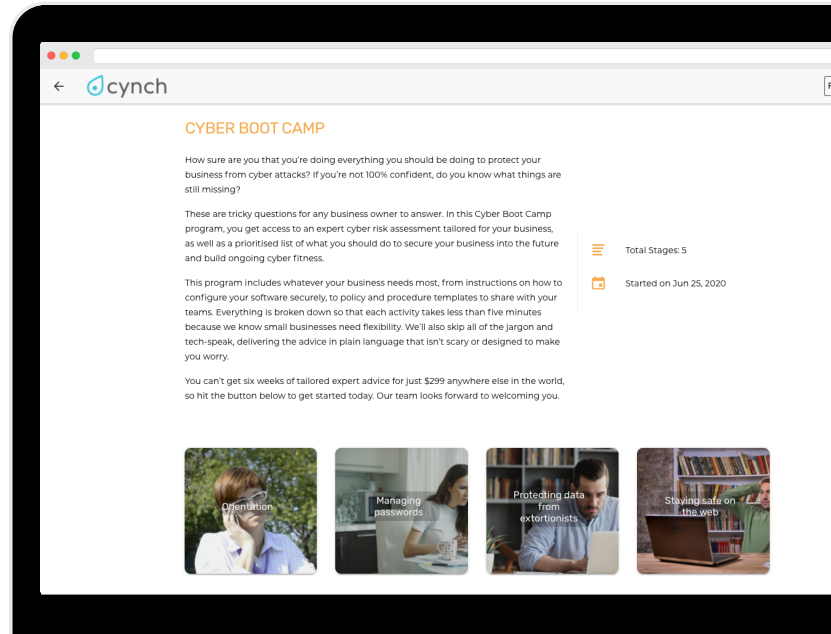 cynch
CYBER BOOT CAMP
How sure are you that you're doing everything you should be doing to protect your
business from cyber attacks? If you're not 100% confident, do you know what things are
still missing?
These are tricky questions for any business owner to answer. In this Cyber Boot Camp
program, you get access to an expert cyber risk assessment tailored for your business,
as well as a prioritised list of what you should do to secure your business into the future
and build ongoing cyber fitness.
This program includes whatever your business needs most, from instructions on how to
configure your software securely, to policy and procedure templates to share with your
teams. Everything is broken down so that each activity takes less than five minutes
because we know small businesses need flexibility. We'll also skip all of the jargon and
tech-speak, delivering the advice in plain language that isn't scary or designed to make
you worry.
You can't get six weeks of tailored expert advice for just $299 anywhere else in the world,
so hit the button below to get started today. Our team looks forward to welcoming you.
Total Stages: 5
Started on Jun 25, 2020
Orientation
Managing
passwords
Protecting data
from
extortionists
Staying safe on
the web